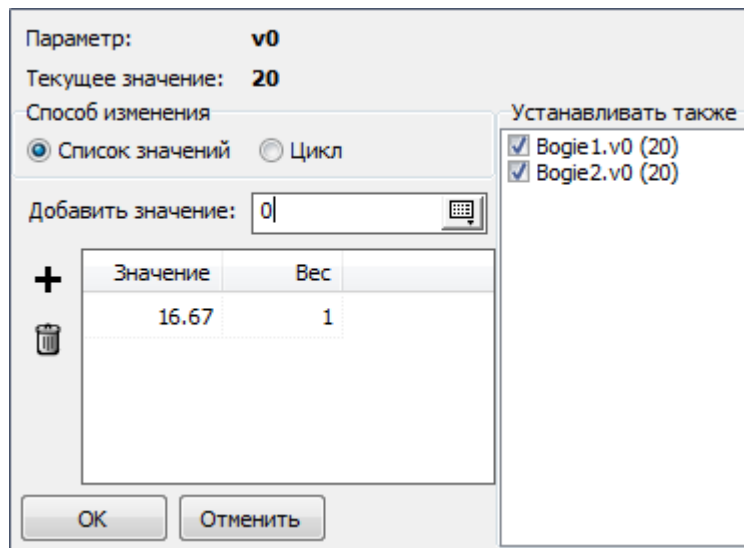 Параметр: v0
Текущее значение: 20
Способ изменения
Список значений Цикл
Устанавливать также
Bogie1.v0 (20)
Bogie2.v0 (20)
Добавить значение: 0
Значение Вес
16.67 1
OK Отменить